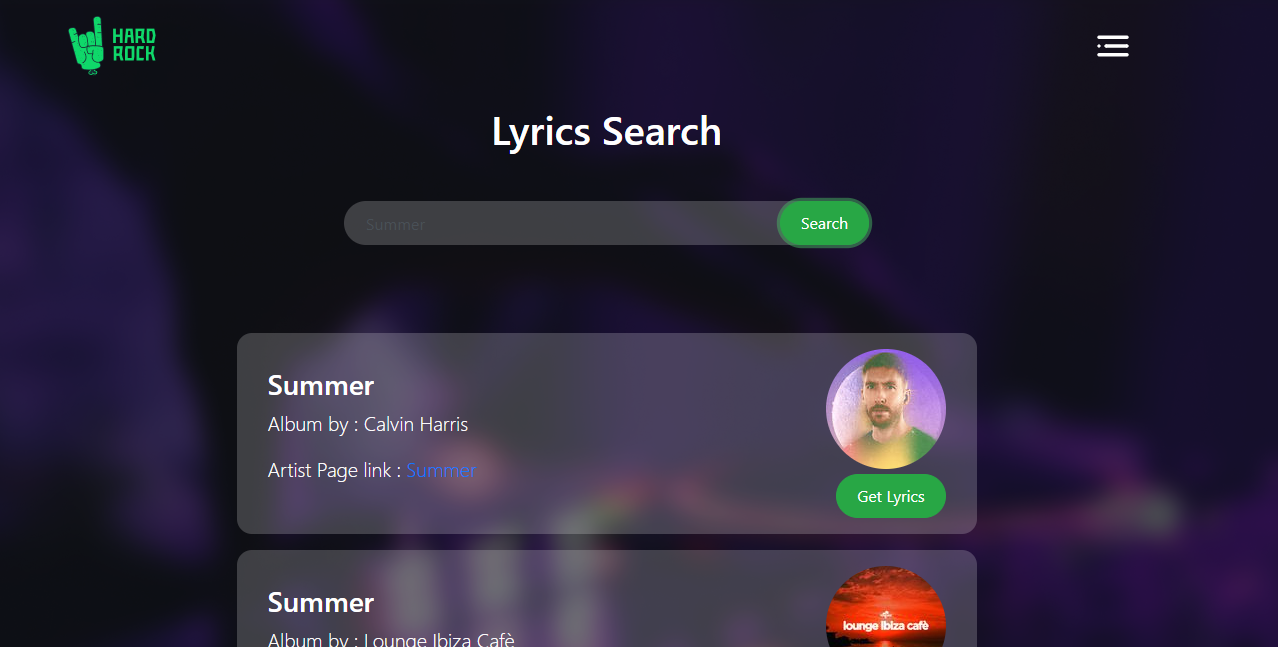 HARD
ROCK
Lyrics Search
Summer
Search
Summer
Album by : Calvin Harris
Artist Page link : Summer
Get Lyrics
Summer
lounge ibiza cafè
Album by : Lounge Ibiza Cafè